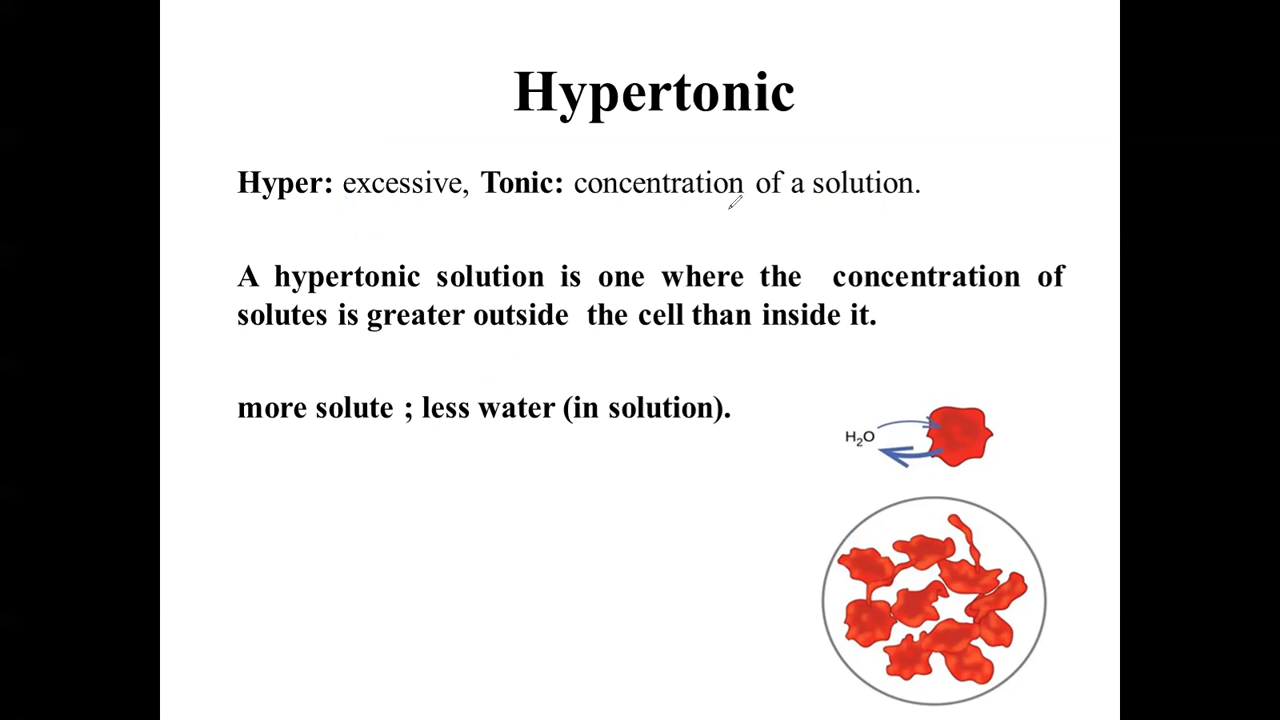 Hypertonic
Hyper: excessive, Tonic: concentration of a solution.
A hypertonic solution is one where the concentration of
solutes is greater outside the cell than inside it.
more solute ; less water (in solution).
H₂O